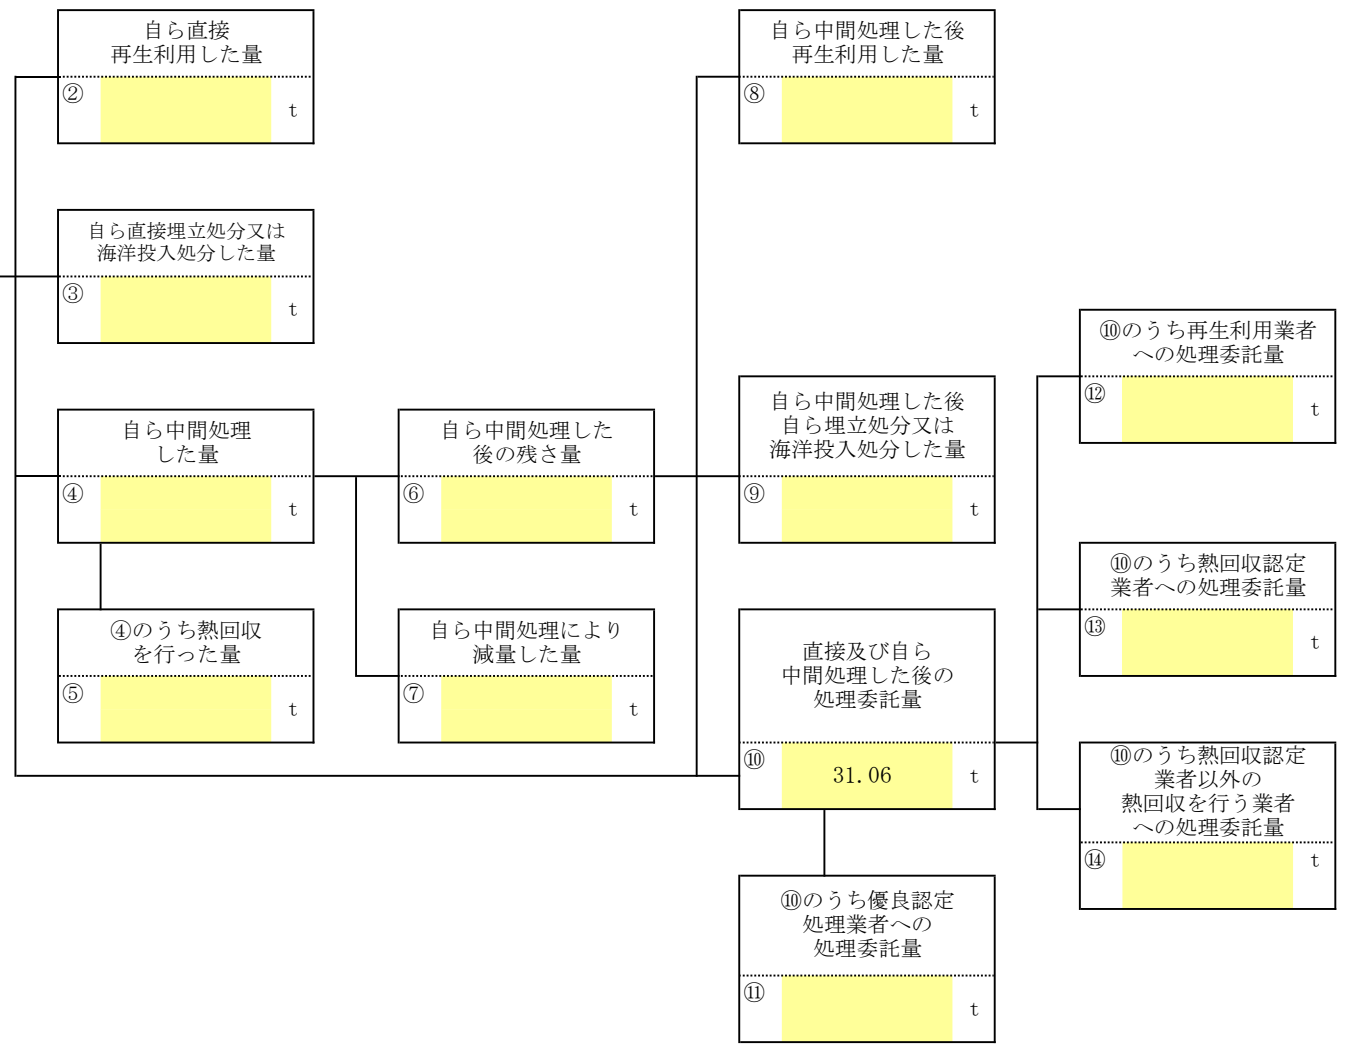 自ら直接
再生利用した量
② t
自ら中間処理した後
再生利用した量
⑧ t
自ら直接埋立処分又は
海洋投入処分した量
③ t
⑩のうち再生利用業者
への処理委託量
⑫ t
自ら中間処理
した量
④ t
自ら中間処理した
後の残さ量
⑥ t
自ら中間処理した後
自ら埋立処分又は
海洋投入処分した量
⑨ t
⑩のうち熱回収認定
業者への処理委託量
⑬ t
④のうち熱回収
を行った量
⑤ t
自ら中間処理により
減量した量
⑦ t
直接及び自ら
中間処理した後の
処理委託量
⑩ 31.06 t
⑩のうち熱回収認定
業者以外の
熱回収を行う業者
への処理委託量
⑭ t
⑩のうち優良認定
処理業者への
処理委託量
⑪ t